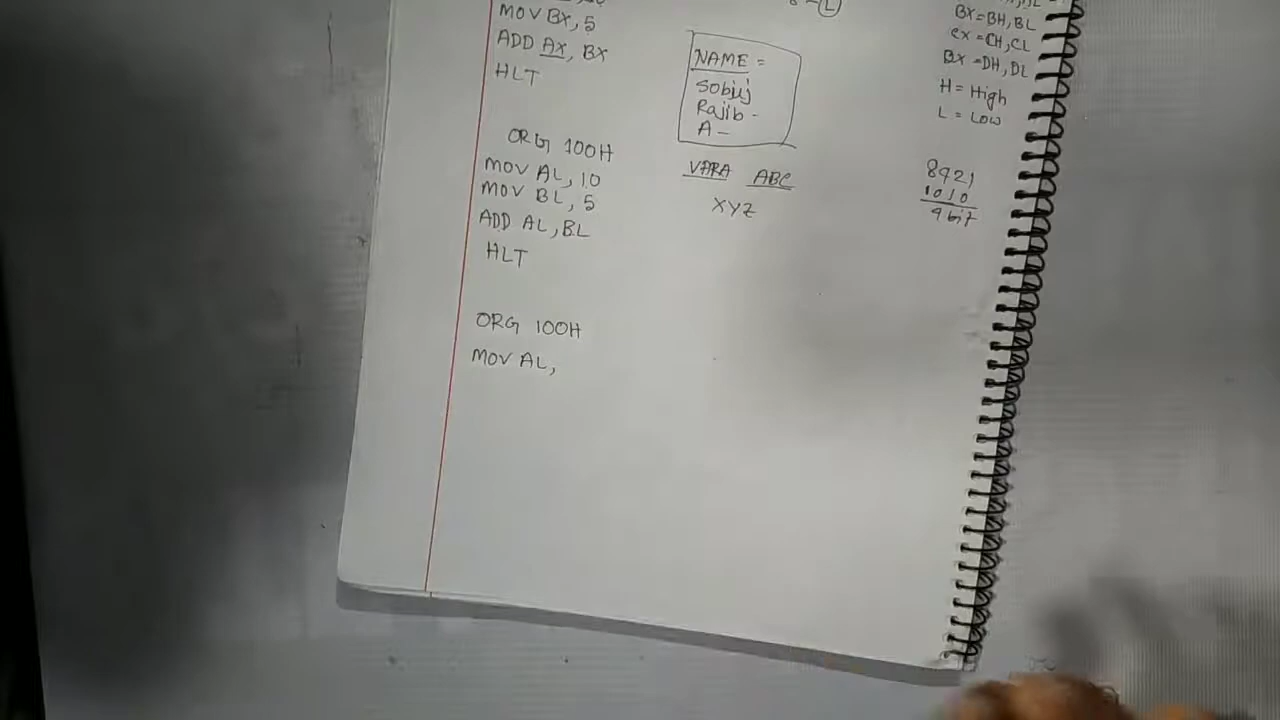 MOV BX, 5
ADD AX, BX
HLT
ORG 100H
MOV AL, 10
MOV BL, 5
ADD AL, BL
HLT
ORG 100H
MOV AL,
L
NAME =
Sobuj
Rajib -
A -
VARA ABC
XYZ
BX = BH, BL
CX = CH, CL
BX = DH, DL
H = High
L = Low
8421
1010
4 bit